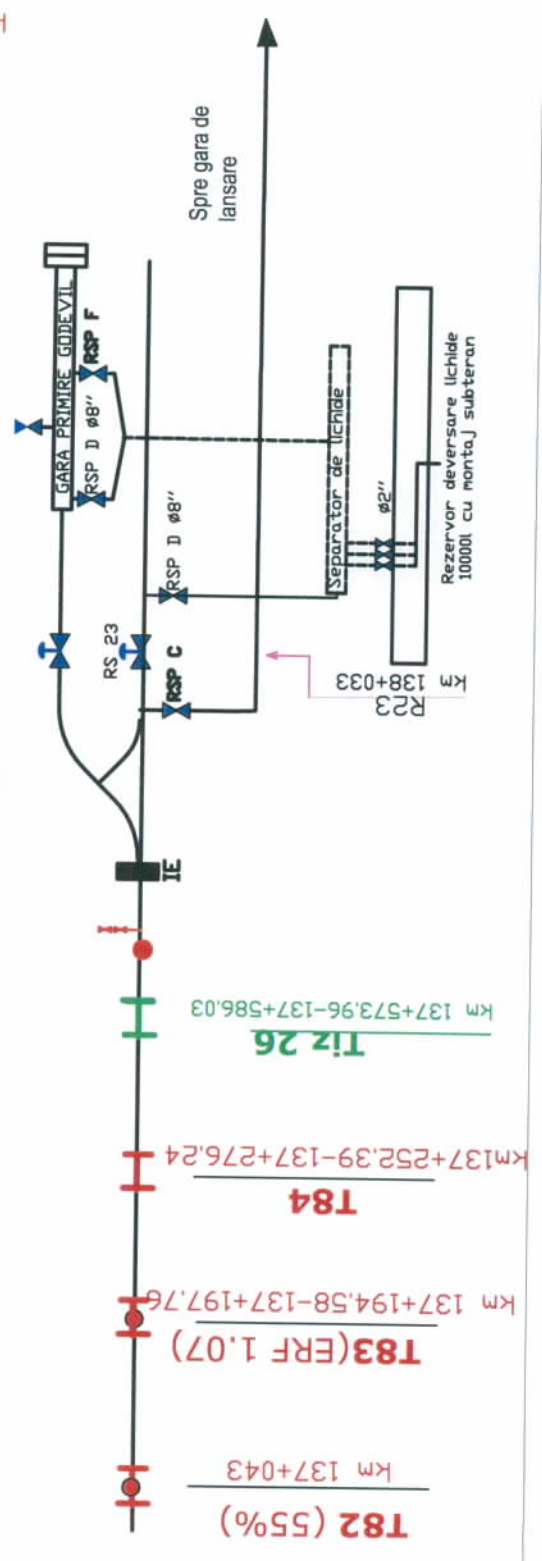 Spre gara de
lansare
GARA PRIMIRE GODEVIL
RSP F
RSP D ø8''
RSP D ø8''
RS 23
RSP C
Separator de lichide
ø2''
Rezervor deversare lichide
10000l cu montaj subteran
R23
km 138+033
IE
Tiz 26
km 137+573.96-137+586.03
T84
km137+252.39-137+276.24
T83(ERF 1.07)
km 137+194.58-137+197.76
T82 (55%)
km 137+043